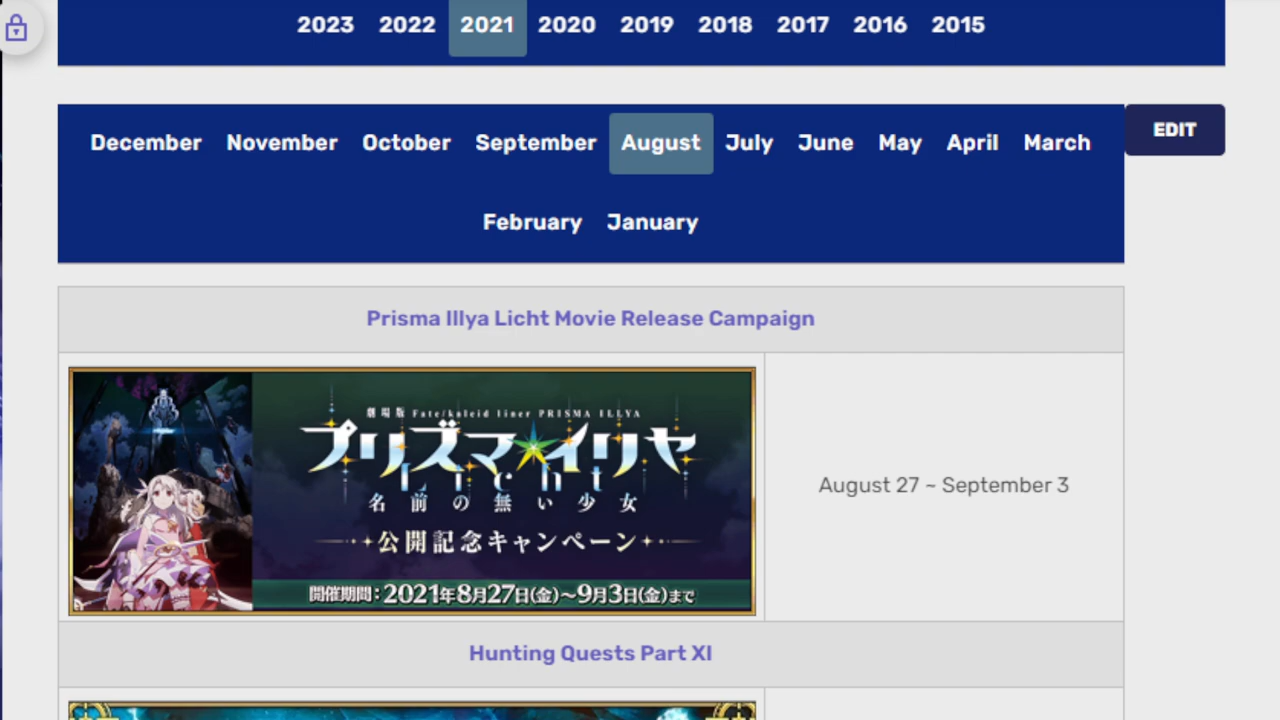 2023 2022 2021 2020 2019 2018 2017 2016 2015
December November October September August July June May April March
EDIT
February January
Prisma Illya Licht Movie Release Campaign
劇場版 Fate/kaleid liner PRISMA ILLYA
プリズマ☆イリヤ
Licht
名前の無い少女
公開記念キャンペーン
開催期間:2021年8月27日(金)~9月3日(金)まで
August 27 ~ September 3
Hunting Quests Part XI